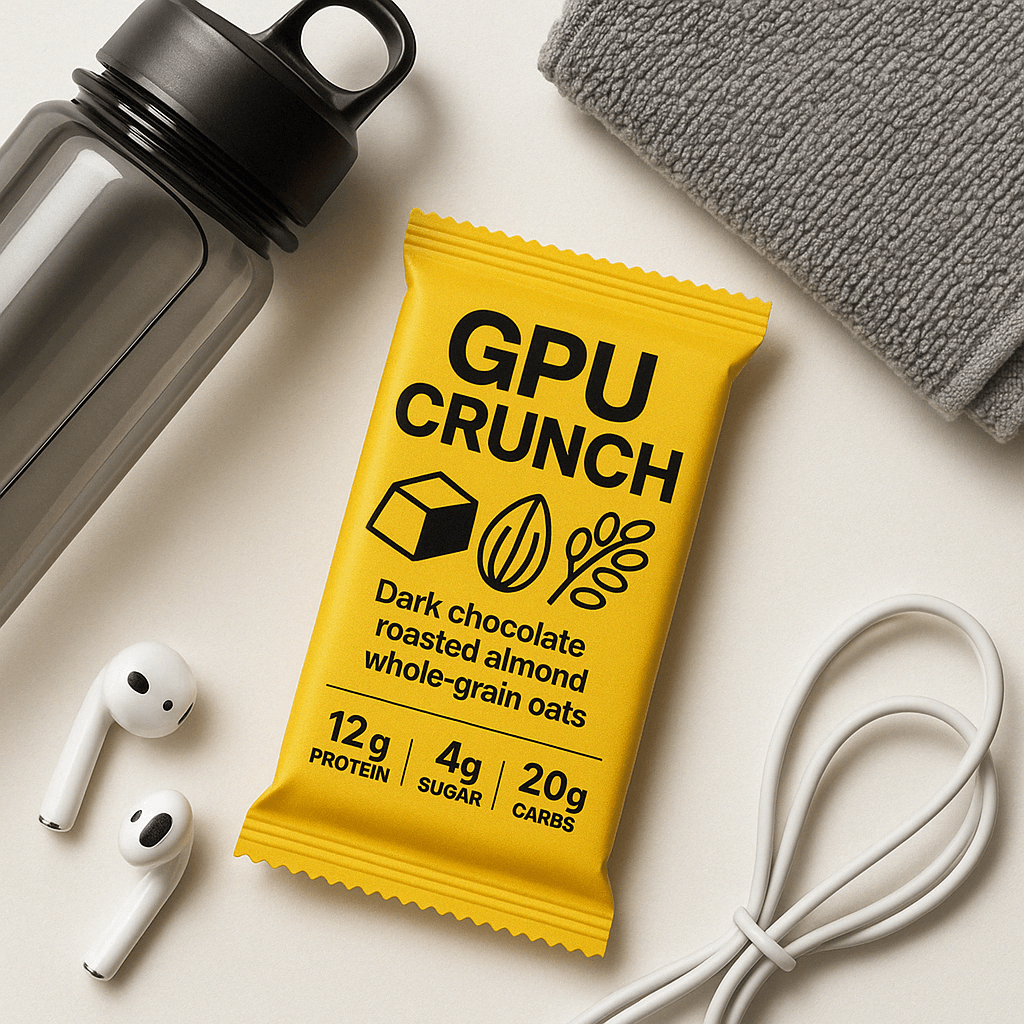 GPU
CRUNCH
Dark chocolate
roasted almond
whole-grain oats
12g 4g 20g
PROTEIN SUGAR CARBS